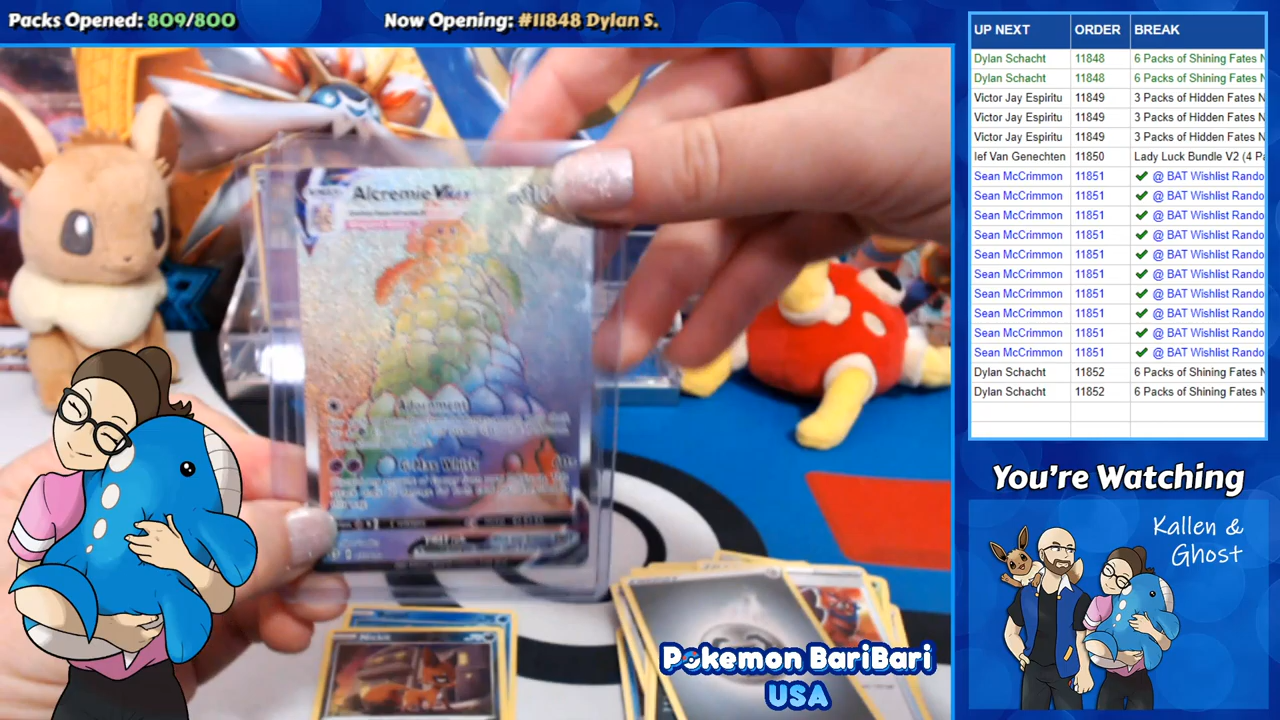 Packs Opened: 809/800
Now Opening: #11848 Dylan S.
UP NEXT ORDER BREAK
Dylan Schacht 11848 6 Packs of Shining Fates N
Dylan Schacht 11848 6 Packs of Shining Fates N
Victor Jay Espiritu 11849 3 Packs of Hidden Fates N
Victor Jay Espiritu 11849 3 Packs of Hidden Fates N
Victor Jay Espiritu 11849 3 Packs of Hidden Fates N
Ief Van Genechten 11850 Lady Luck Bundle V2 (4 Pa
Sean McCrimmon 11851 ✔ @ BAT Wishlist Rando
Sean McCrimmon 11851 ✔ @ BAT Wishlist Rando
Sean McCrimmon 11851 ✔ @ BAT Wishlist Rando
Sean McCrimmon 11851 ✔ @ BAT Wishlist Rando
Sean McCrimmon 11851 ✔ @ BAT Wishlist Rando
Sean McCrimmon 11851 ✔ @ BAT Wishlist Rando
Sean McCrimmon 11851 ✔ @ BAT Wishlist Rando
Sean McCrimmon 11851 ✔ @ BAT Wishlist Rando
Sean McCrimmon 11851 ✔ @ BAT Wishlist Rando
Sean McCrimmon 11851 ✔ @ BAT Wishlist Rando
Dylan Schacht 11852 6 Packs of Shining Fates N
Dylan Schacht 11852 6 Packs of Shining Fates N
Alcremie VMAX
Adornment
G-Max Whisk
Nickit
You're Watching
Kallen &
Ghost
Pokemon BariBari
USA